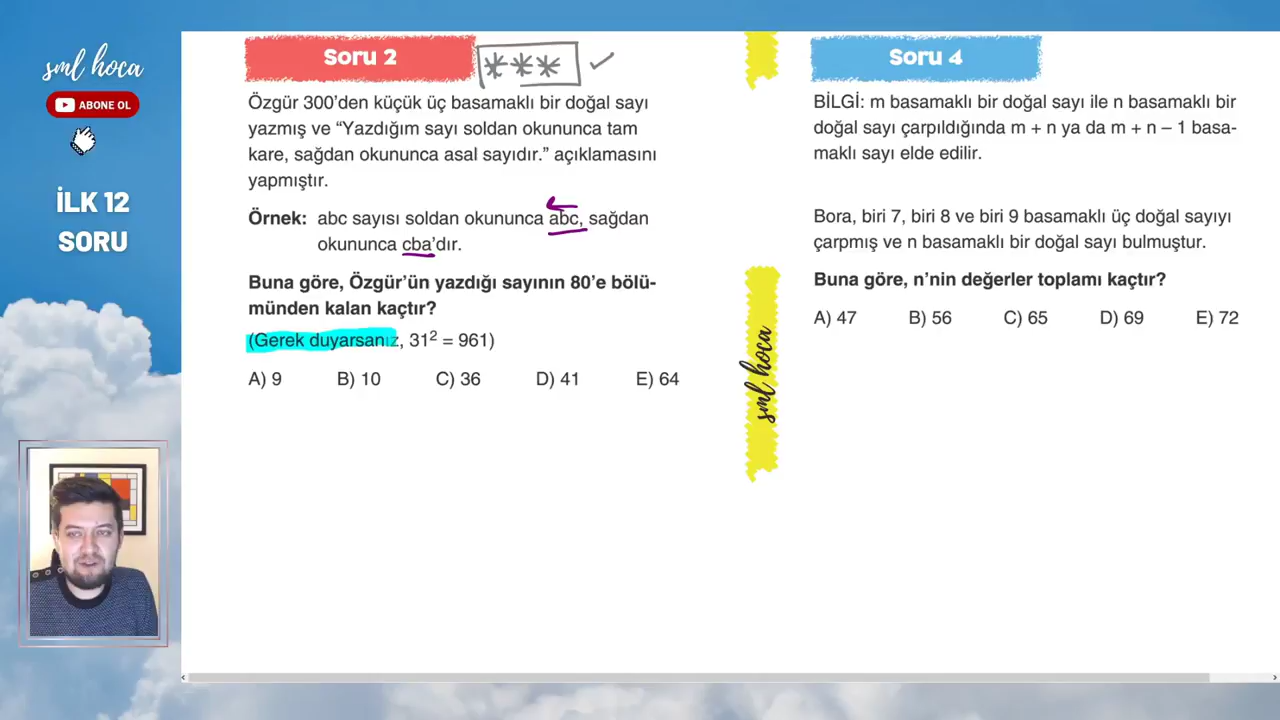 sml hoca
ABONE OL
İLK 12
SORU
Soru 2
Özgür 300'den küçük üç basamaklı bir doğal sayı
yazmış ve “Yazdığım sayı soldan okununca tam
kare, sağdan okununca asal sayıdır.” açıklamasını
yapmıştır.
Örnek: abc sayısı soldan okununca abc, sağdan
okununca cba'dır.
Buna göre, Özgür'ün yazdığı sayının 80'e bölü-
münden kalan kaçtır?
(Gerek duyarsanız, 31² = 961)
A) 9 B) 10 C) 36 D) 41 E) 64
sml hoca
Soru 4
BİLGİ: m basamaklı bir doğal sayı ile n basamaklı bir
doğal sayı çarpıldığında m + n ya da m + n – 1 basa-
maklı sayı elde edilir.
Bora, biri 7, biri 8 ve biri 9 basamaklı üç doğal sayıyı
çarpmış ve n basamaklı bir doğal sayı bulmuştur.
Buna göre, n'nin değerler toplamı kaçtır?
A) 47 B) 56 C) 65 D) 69 E) 72